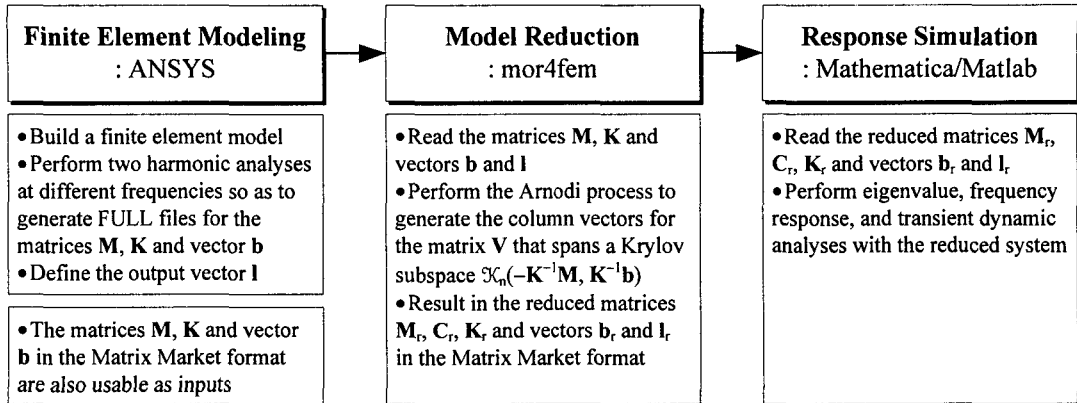 Finite Element Modeling
: ANSYS
• Build a finite element model
• Perform two harmonic analyses
at different frequencies so as to
generate FULL files for the
matrices M, K and vector b
• Define the output vector l
• The matrices M, K and vector
b in the Matrix Market format
are also usable as inputs
Model Reduction
: mor4fem
• Read the matrices M, K and
vectors b and l
• Perform the Arnodi process to
generate the column vectors for
the matrix V that spans a Krylov
subspace 𝒦ₙ(−K⁻¹M, K⁻¹b)
• Result in the reduced matrices
Mᵣ, Cᵣ, Kᵣ and vectors bᵣ and lᵣ
in the Matrix Market format
Response Simulation
: Mathematica/Matlab
• Read the reduced matrices Mᵣ,
Cᵣ, Kᵣ and vectors bᵣ and lᵣ
• Perform eigenvalue, frequency
response, and transient dynamic
analyses with the reduced system